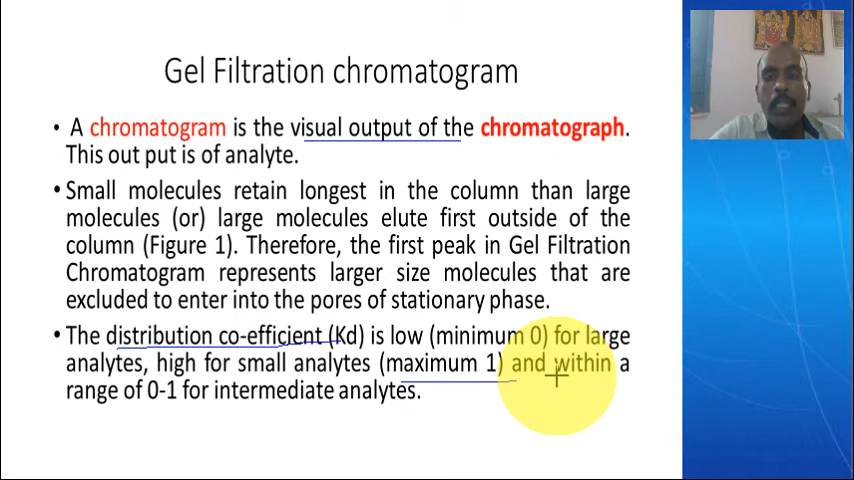 Gel Filtration chromatogram
• A chromatogram is the visual output of the chromatograph.
This out put is of analyte.
• Small molecules retain longest in the column than large
molecules (or) large molecules elute first outside of the
column (Figure 1). Therefore, the first peak in Gel Filtration
Chromatogram represents larger size molecules that are
excluded to enter into the pores of stationary phase.
• The distribution co-efficient (Kd) is low (minimum 0) for large
analytes, high for small analytes (maximum 1) and within a
range of 0-1 for intermediate analytes.